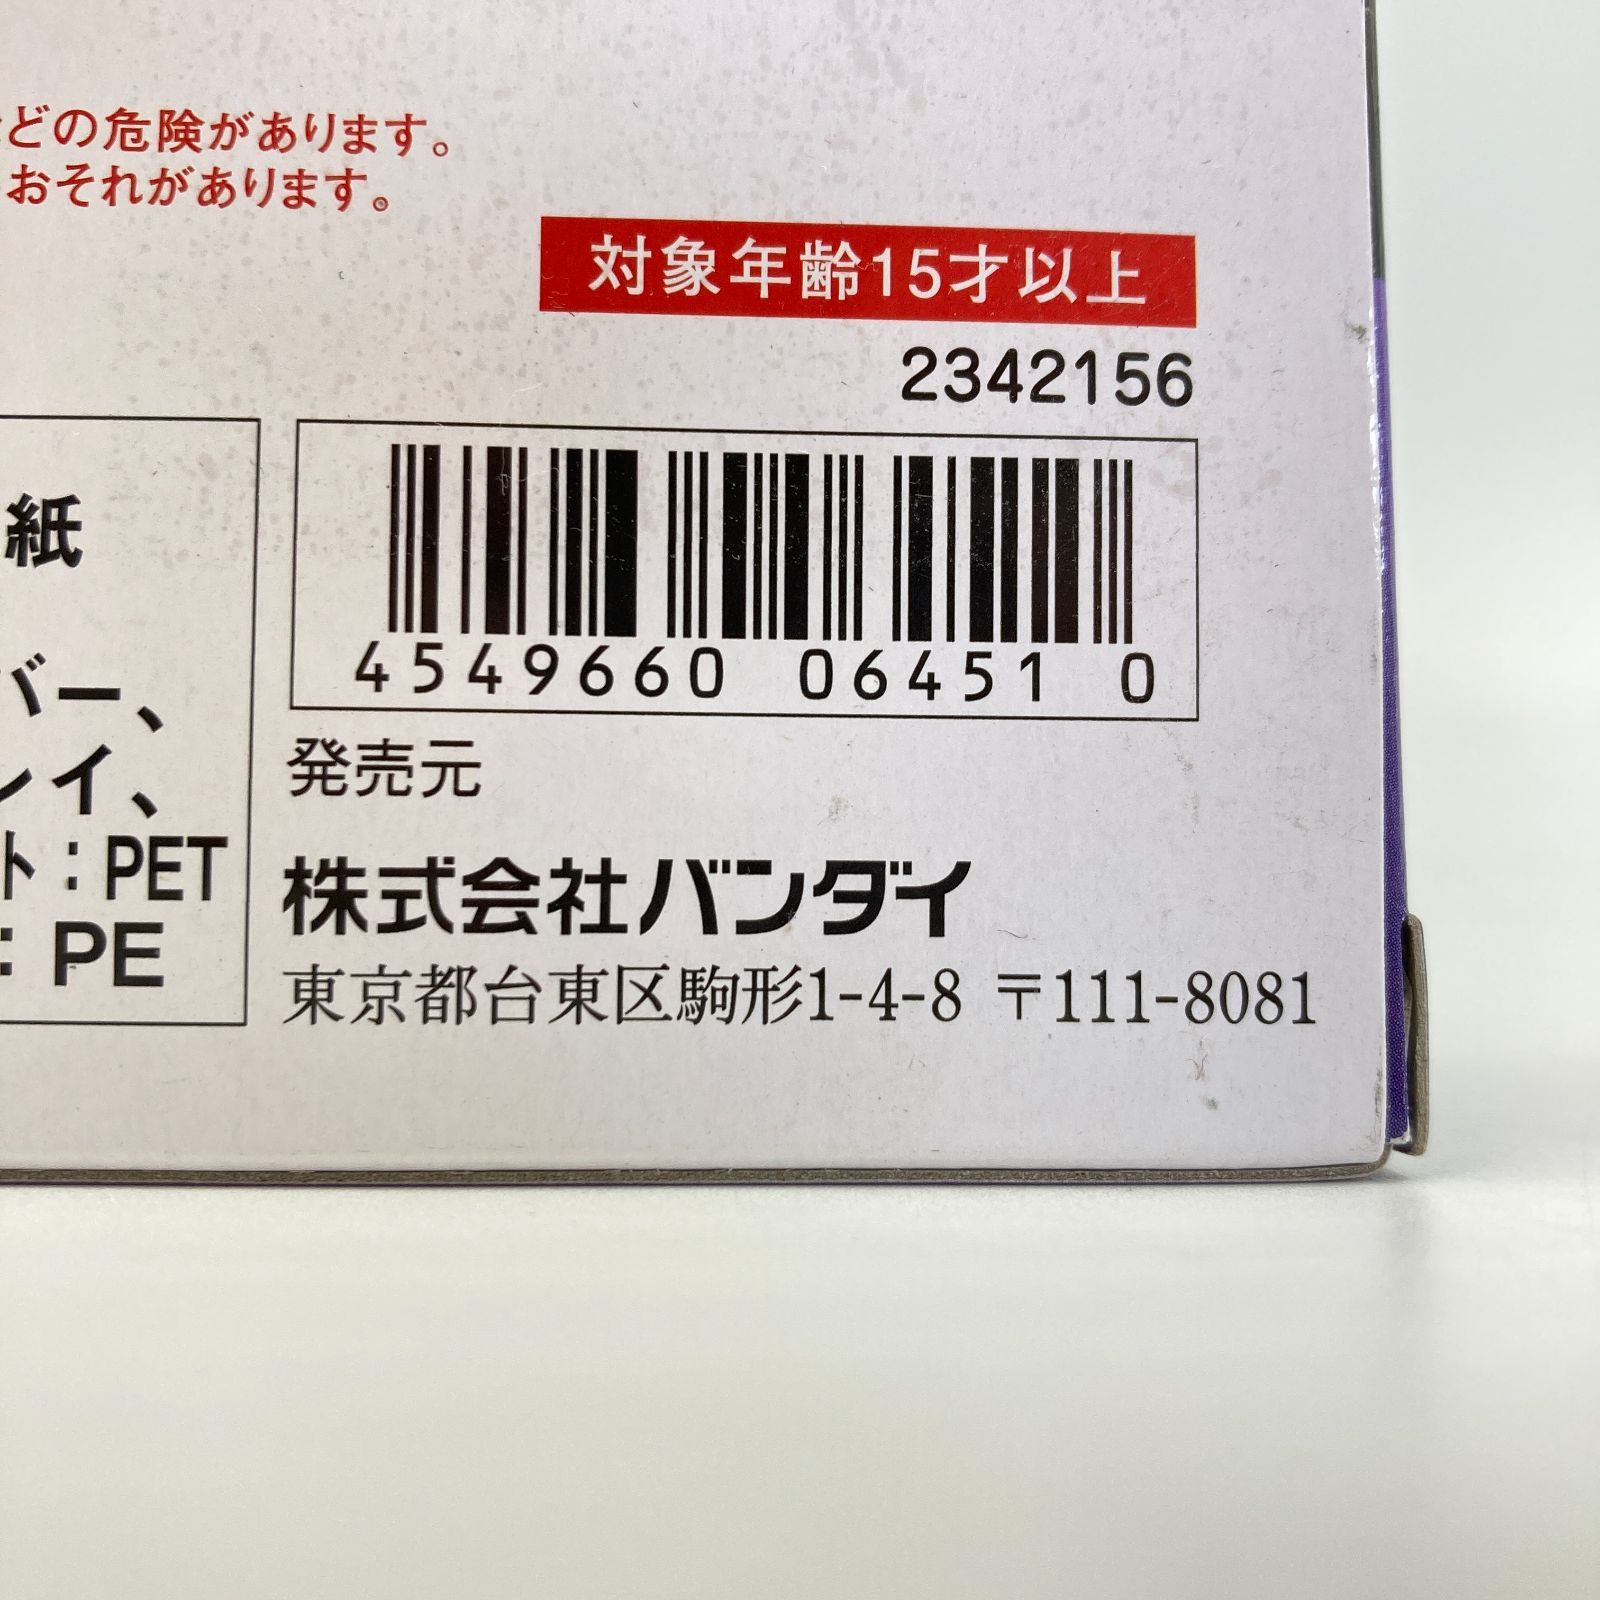 どの危険があります。
おそれがあります。
対象年齢15才以上
2342156
紙
バー、
レイ、
ト：PET
：PE
4549660 06451 0
発売元
株式会社バンダイ
東京都台東区駒形1-4-8 〒111-8081